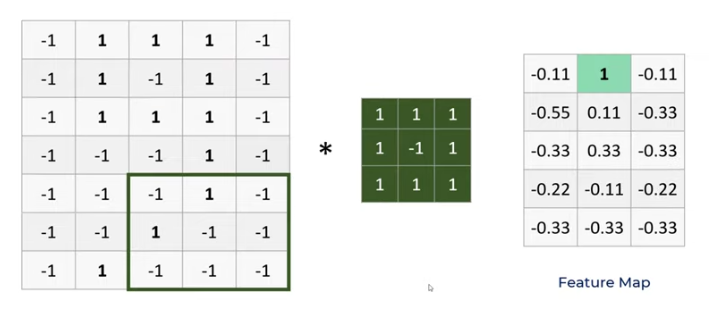 -1 1 1 1 -1
-1 1 -1 1 -1
-1 1 1 1 -1
-1 -1 -1 1 -1
-1 -1 -1 1 -1
-1 -1 1 -1 -1
-1 1 -1 -1 -1
*
1 1 1
1 -1 1
1 1 1
-0.11 1 -0.11
-0.55 0.11 -0.33
-0.33 0.33 -0.33
-0.22 -0.11 -0.22
-0.33 -0.33 -0.33
Feature Map